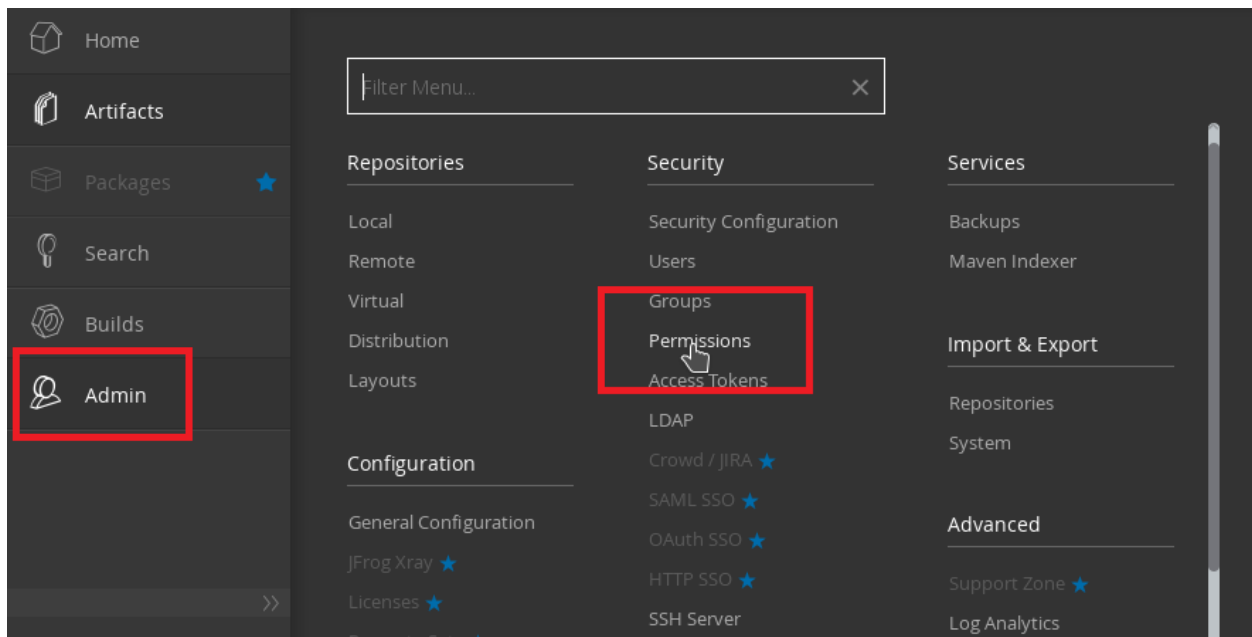 Home
Artifacts
Packages
Search
Builds
Admin
Filter Menu...
Repositories
Local
Remote
Virtual
Distribution
Layouts
Configuration
General Configuration
JFrog Xray
Licenses
Security
Security Configuration
Users
Groups
Permissions
Access Tokens
LDAP
Crowd / JIRA
SAML SSO
OAuth SSO
HTTP SSO
SSH Server
Services
Backups
Maven Indexer
Import & Export
Repositories
System
Advanced
Support Zone
Log Analytics